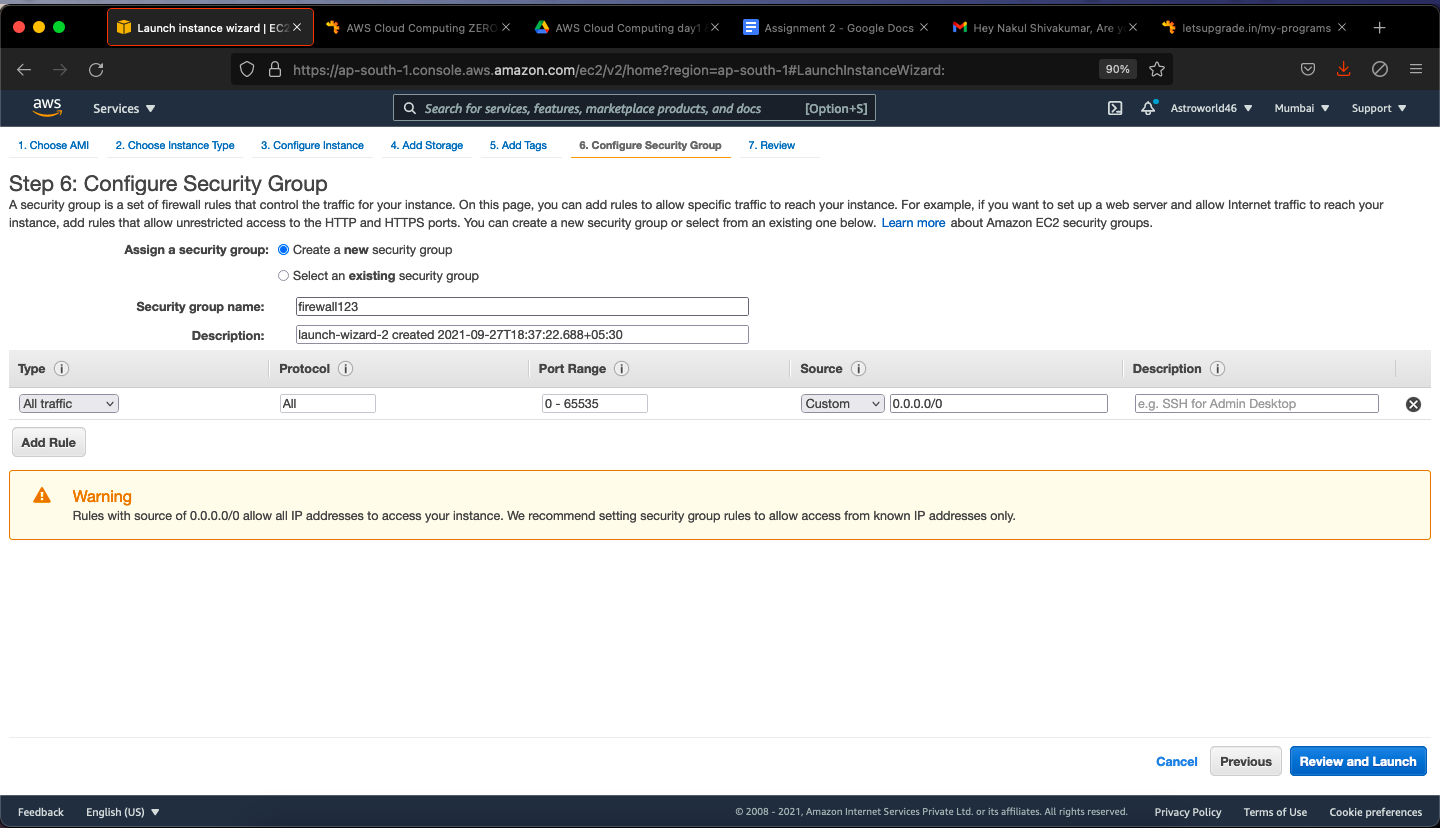 Launch instance wizard | EC2
AWS Cloud Computing ZERO
AWS Cloud Computing day1
Assignment 2 - Google Docs
Hey Nakul Shivakumar, Are y
letsupgrade.in/my-programs
https://ap-south-1.console.aws.amazon.com/ec2/v2/home?region=ap-south-1#LaunchInstanceWizard:
90%
aws
Services
Search for services, features, marketplace products, and docs
[Option+S]
Astroworld46
Mumbai
Support
1. Choose AMI
2. Choose Instance Type
3. Configure Instance
4. Add Storage
5. Add Tags
6. Configure Security Group
7. Review
Step 6: Configure Security Group
A security group is a set of firewall rules that control the traffic for your instance. On this page, you can add rules to allow specific traffic to reach your instance. For example, if you want to set up a web server and allow Internet traffic to reach your
instance, add rules that allow unrestricted access to the HTTP and HTTPS ports. You can create a new security group or select from an existing one below. Learn more about Amazon EC2 security groups.
Assign a security group: Create a new security group
Select an existing security group
Security group name: firewall123
Description: launch-wizard-2 created 2021-09-27T18:37:22.688+05:30
Type i Protocol i Port Range i Source i Description i
All traffic All 0 - 65535 Custom 0.0.0.0/0 e.g. SSH for Admin Desktop
Add Rule
Warning
Rules with source of 0.0.0.0/0 allow all IP addresses to access your instance. We recommend setting security group rules to allow access from known IP addresses only.
Cancel Previous Review and Launch
Feedback English (US) © 2008 - 2021, Amazon Internet Services Private Ltd. or its affiliates. All rights reserved. Privacy Policy Terms of Use Cookie preferences